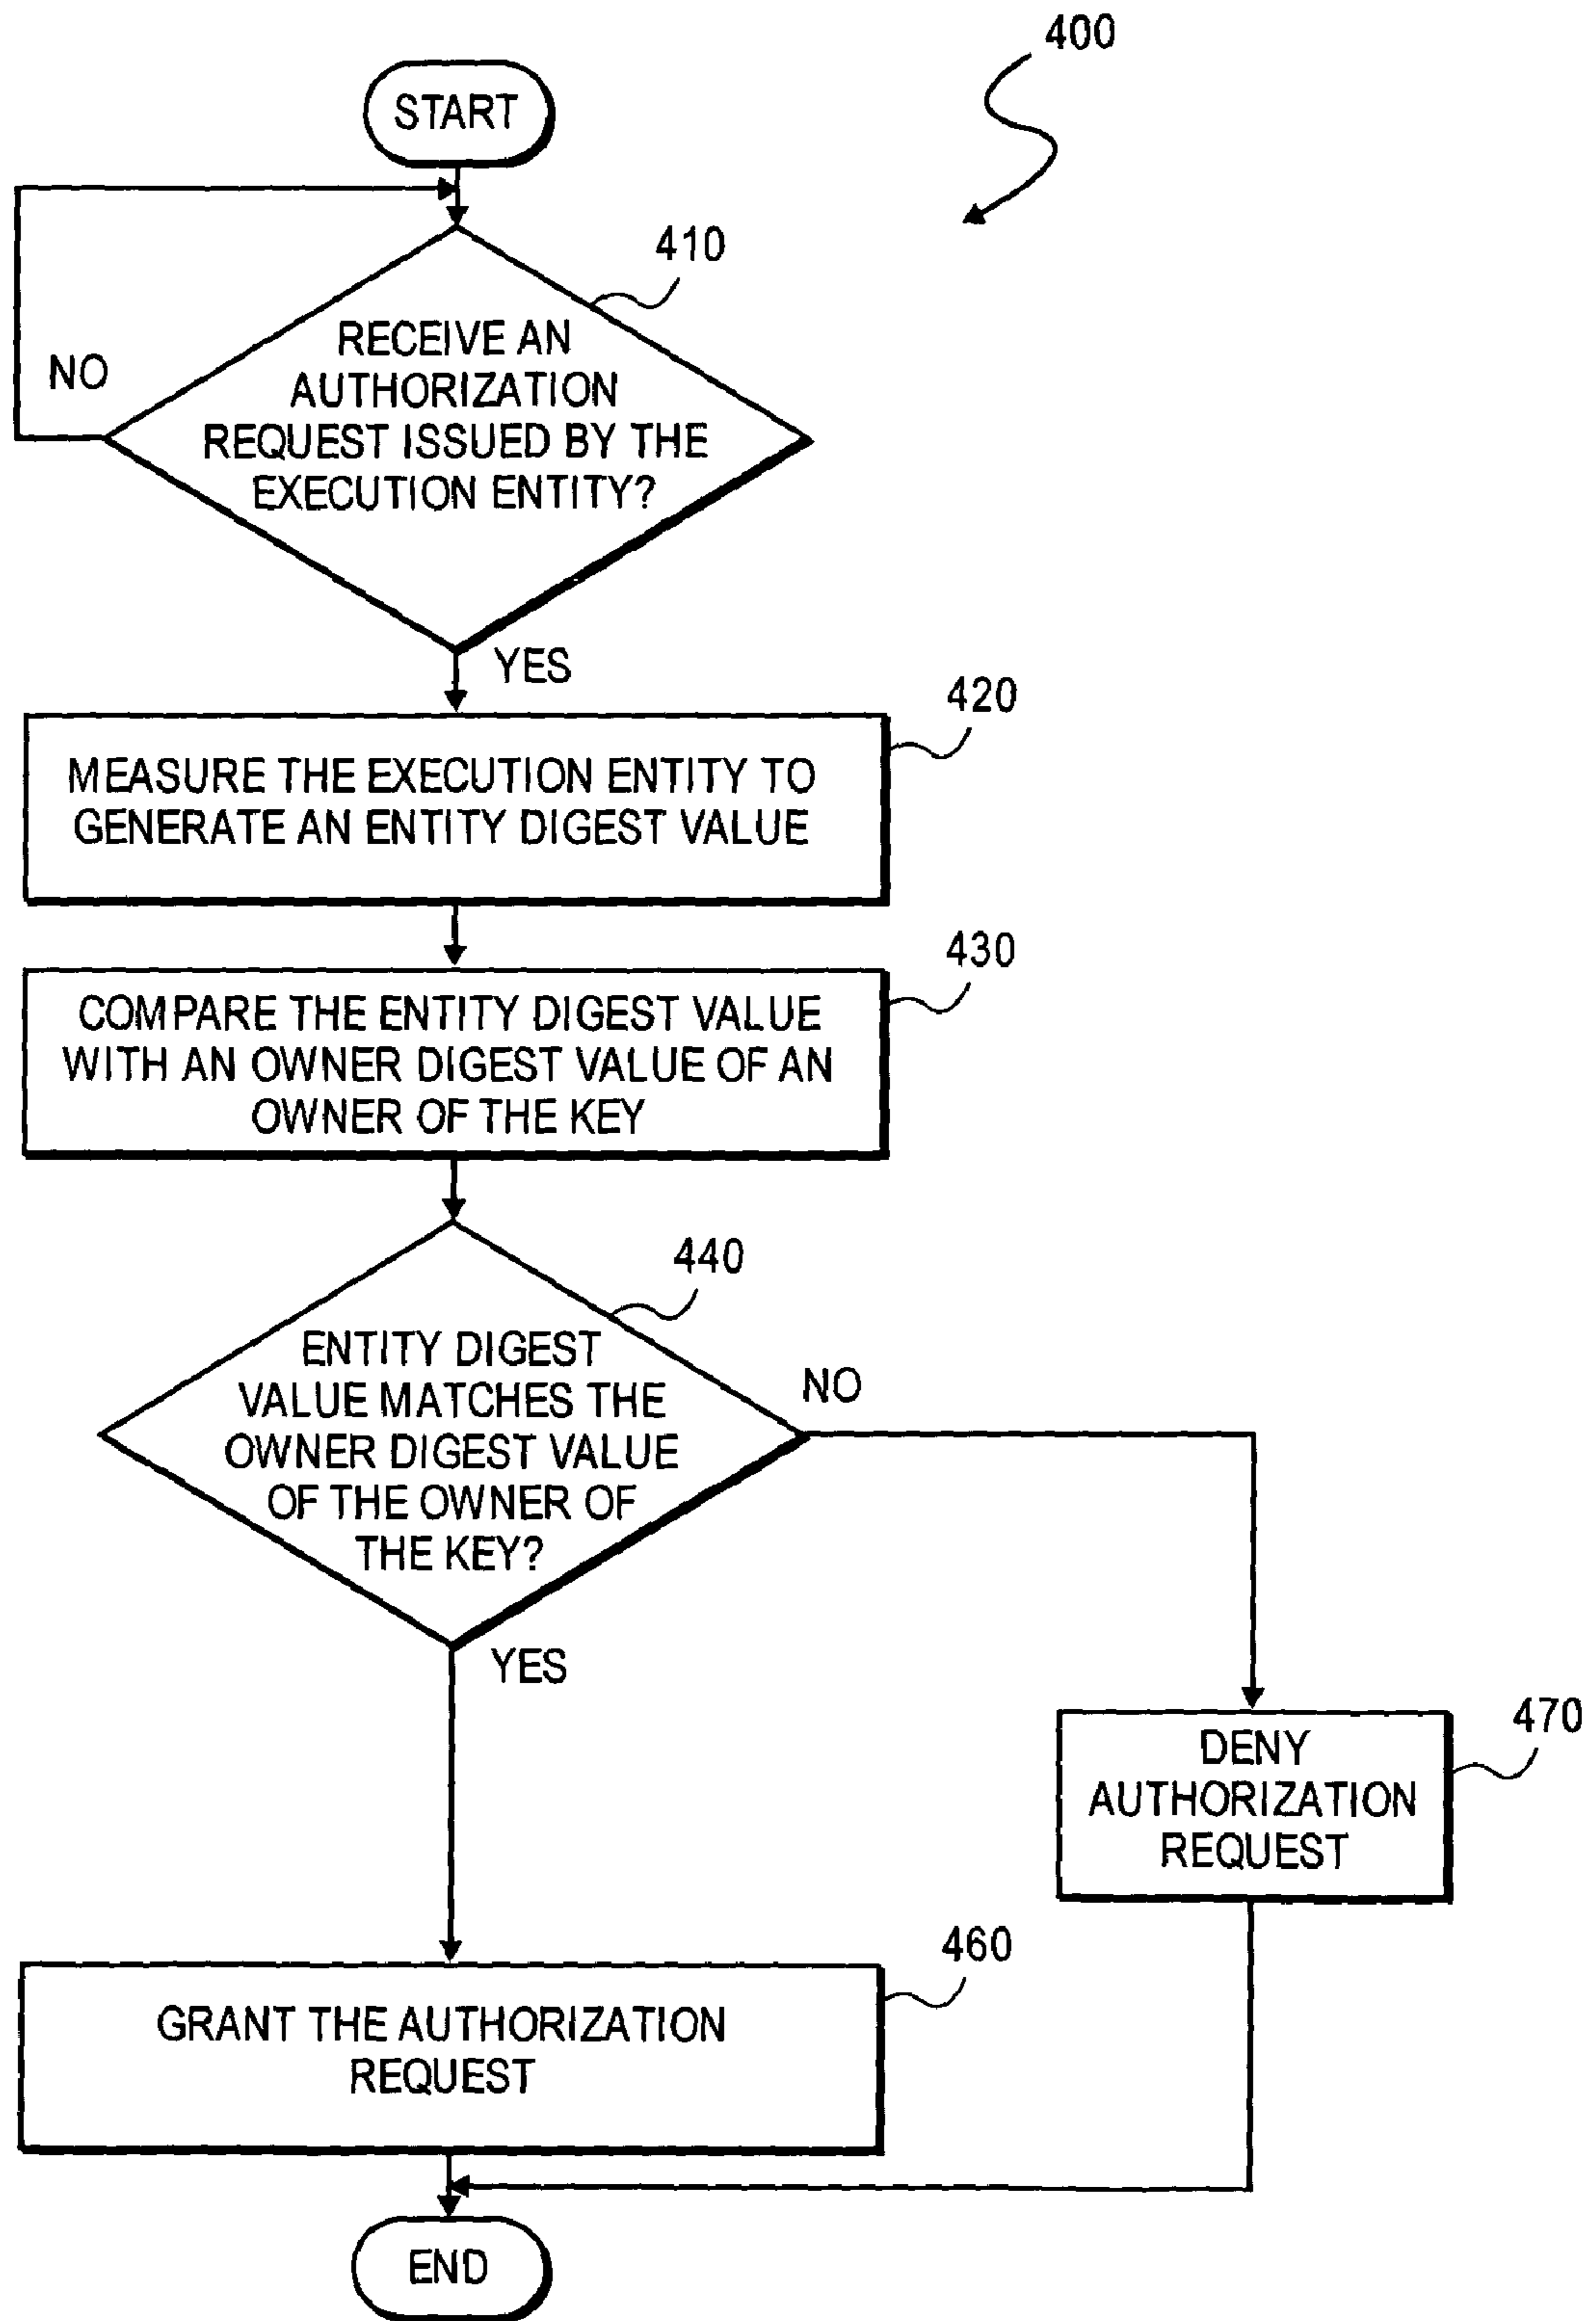 400
START
410
RECEIVE AN
AUTHORIZATION
REQUEST ISSUED BY THE
EXECUTION ENTITY?
NO
YES
420
MEASURE THE EXECUTION ENTITY TO
GENERATE AN ENTITY DIGEST VALUE
430
COMPARE THE ENTITY DIGEST VALUE
WITH AN OWNER DIGEST VALUE OF AN
OWNER OF THE KEY
440
ENTITY DIGEST
VALUE MATCHES THE
OWNER DIGEST VALUE
OF THE OWNER OF
THE KEY?
NO
YES
470
DENY
AUTHORIZATION
REQUEST
460
GRANT THE AUTHORIZATION
REQUEST
END